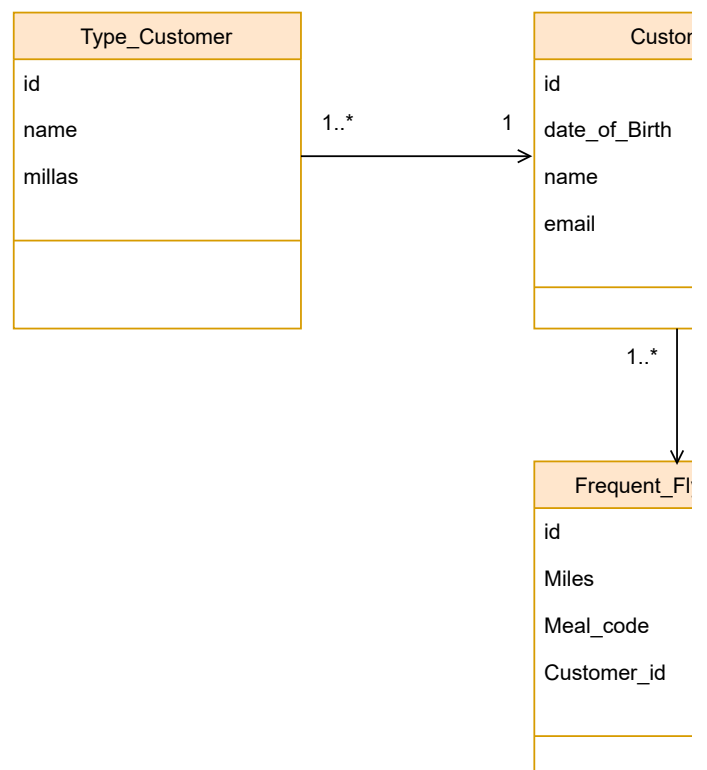 Type_Customer
id
name
millas
1..*
1
id
date_of_Birth
name
email
1..*
id
Miles
Meal_code
Customer_id